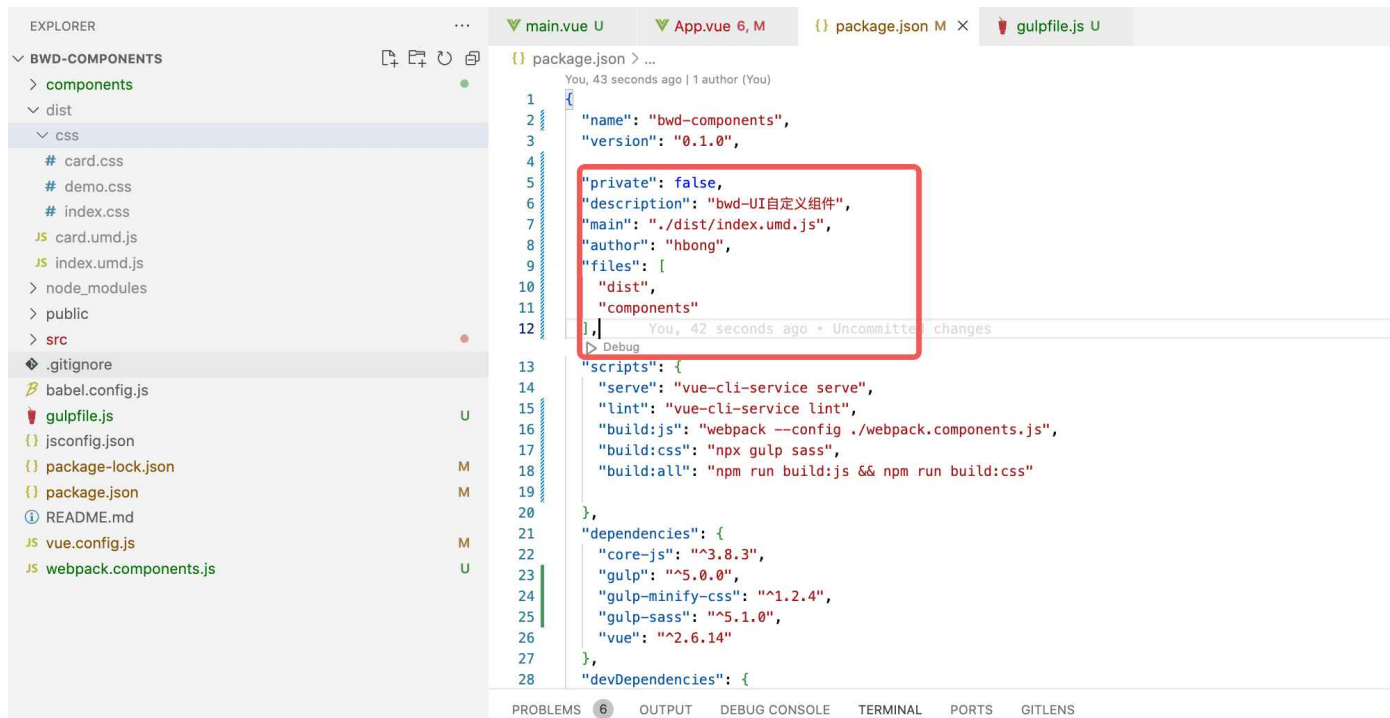 EXPLORER
BWD-COMPONENTS
components
dist
css
# card.css
# demo.css
# index.css
JS card.umd.js
JS index.umd.js
node_modules
public
src
.gitignore
babel.config.js
gulpfile.js U
{} jsconfig.json
{} package-lock.json M
{} package.json M
README.md
JS vue.config.js M
JS webpack.components.js U
main.vue U
App.vue 6, M
{} package.json M
gulpfile.js U
{} package.json > ...
You, 43 seconds ago | 1 author (You)
1 {
2 "name": "bwd-components",
3 "version": "0.1.0",
4
5 "private": false,
6 "description": "bwd-UI自定义组件",
7 "main": "./dist/index.umd.js",
8 "author": "hbong",
9 "files": [
10 "dist",
11 "components"
12 ], You, 42 seconds ago • Uncommitted changes
Debug
13 "scripts": {
14 "serve": "vue-cli-service serve",
15 "lint": "vue-cli-service lint",
16 "build:js": "webpack --config ./webpack.components.js",
17 "build:css": "npx gulp sass",
18 "build:all": "npm run build:js && npm run build:css"
19
20 },
21 "dependencies": {
22 "core-js": "^3.8.3",
23 "gulp": "^5.0.0",
24 "gulp-minify-css": "^1.2.4",
25 "gulp-sass": "^5.1.0",
26 "vue": "^2.6.14"
27 },
28 "devDependencies": {
PROBLEMS 6 OUTPUT DEBUG CONSOLE TERMINAL PORTS GITLENS